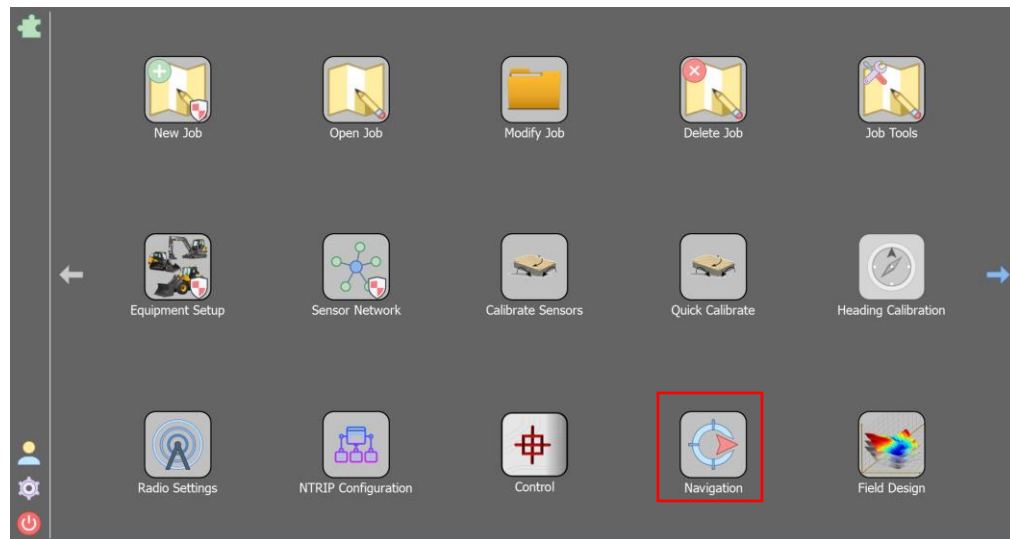 New Job
Open Job
Modify Job
Delete Job
Job Tools
Equipment Setup
Sensor Network
Calibrate Sensors
Quick Calibrate
Heading Calibration
Radio Settings
NTRIP Configuration
Control
Navigation
Field Design